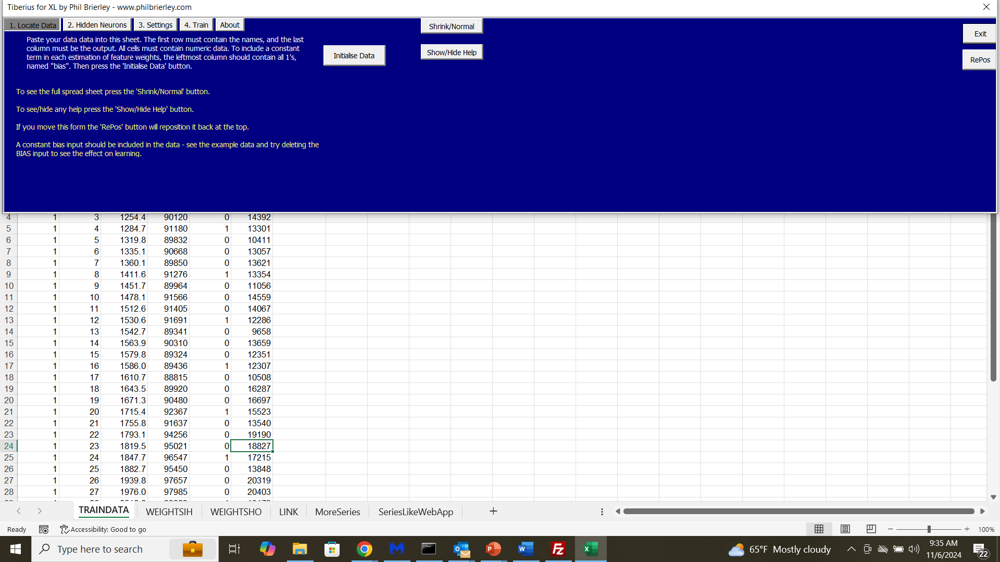 Tiberius for XL by Phil Brierley - www.philbrierley.com
1. Locate Data 2. Hidden Neurons 3. Settings 4. Train About
Shrink/Normal
Exit
Paste your data data into this sheet. The first row must contain the names, and the last
column must be the output. All cells must contain numeric data. To include a constant
term in each estimation of feature weights, the leftmost column should contain all 1's,
named "bias". Then press the 'Initialise Data' button.
Initialise Data
Show/Hide Help
RePos
To see the full spread sheet press the 'Shrink/Normal' button.
To see/hide any help press the 'Show/Hide Help' button.
If you move this form the 'RePos' button will reposition it back at the top.
A constant bias input should be included in the data - see the example data and try deleting the
BIAS input to see the effect on learning.
4 1 3 1254.4 90120 0 14392
5 1 4 1284.7 91180 1 13301
6 1 5 1319.8 89832 0 10411
7 1 6 1335.1 90668 0 13057
8 1 7 1360.1 89850 0 13621
9 1 8 1411.6 91276 1 13354
10 1 9 1451.7 89964 0 11056
11 1 10 1478.1 91566 0 14559
12 1 11 1512.6 91405 0 14067
13 1 12 1530.6 91691 1 12286
14 1 13 1542.7 89341 0 9658
15 1 14 1563.9 90310 0 13659
16 1 15 1579.8 89324 0 12351
17 1 16 1586.0 89436 1 12307
18 1 17 1610.7 88815 0 10508
19 1 18 1643.5 89920 0 16287
20 1 19 1671.3 90480 0 16697
21 1 20 1715.4 92367 1 15523
22 1 21 1755.8 91637 0 13540
23 1 22 1793.1 94256 0 19190
24 1 23 1819.5 95021 0 18827
25 1 24 1847.7 96547 1 17215
26 1 25 1882.7 95450 0 13848
27 1 26 1939.8 97657 0 20319
28 1 27 1976.0 97985 0 20403
TRAINDATA WEIGHTSIH WEIGHTSHO LINK MoreSeries SeriesLikeWebApp
Ready Accessibility: Good to go 100%
Type here to search
65°F Mostly cloudy
9:35 AM
11/6/2024
22